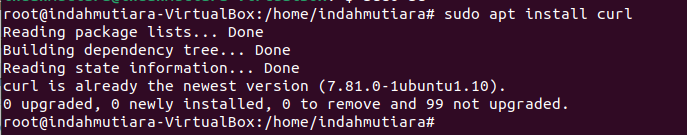 root@indahmutiara-VirtualBox:/home/indahmutiara# sudo apt install curl
Reading package lists... Done
Building dependency tree... Done
Reading state information... Done
curl is already the newest version (7.81.0-1ubuntu1.10).
0 upgraded, 0 newly installed, 0 to remove and 99 not upgraded.
root@indahmutiara-VirtualBox:/home/indahmutiara#